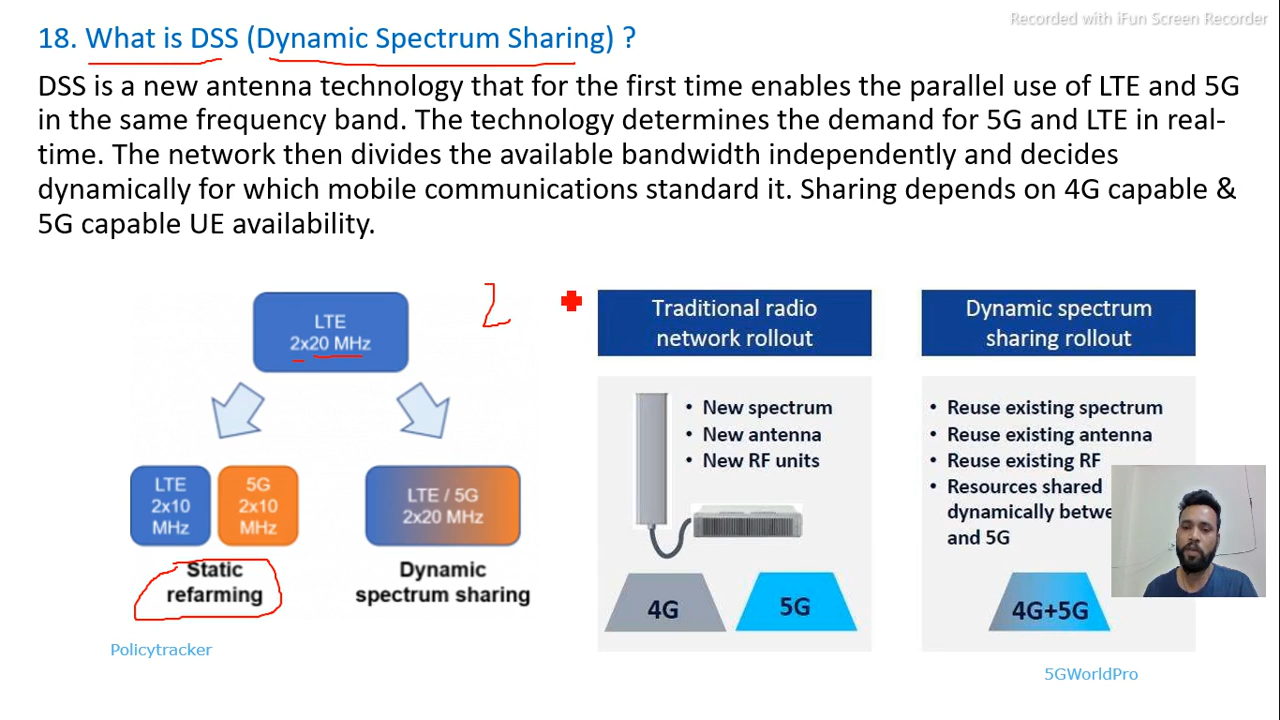 Recorded with iFun Screen Recorder
18. What is DSS (Dynamic Spectrum Sharing) ?
DSS is a new antenna technology that for the first time enables the parallel use of LTE and 5G
in the same frequency band. The technology determines the demand for 5G and LTE in real-
time. The network then divides the available bandwidth independently and decides
dynamically for which mobile communications standard it. Sharing depends on 4G capable &
5G capable UE availability.
LTE
2x20 MHz
LTE
2x10
MHz
5G
2x10
MHz
Static
refarming
LTE / 5G
2x20 MHz
Dynamic
spectrum sharing
Policytracker
Traditional radio
network rollout
• New spectrum
• New antenna
• New RF units
4G
5G
Dynamic spectrum
sharing rollout
• Reuse existing spectrum
• Reuse existing antenna
• Reuse existing RF
• Resources shared
dynamically betwe
and 5G
4G+5G
5GWorldPro